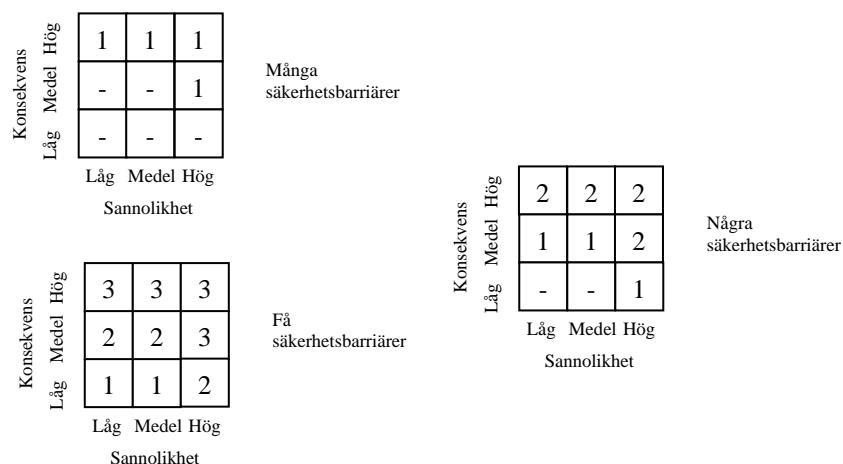 Konsekvens
Hög
1 1 1
Medel
- - 1
Låg
- - -
Låg Medel Hög
Sannolikhet
Många
säkerhetsbarriärer
Konsekvens
Hög
2 2 2
Medel
1 1 2
Låg
- - 1
Låg Medel Hög
Sannolikhet
Några
säkerhetsbarriärer
Konsekvens
Hög
3 3 3
Medel
2 2 3
Låg
1 1 2
Låg Medel Hög
Sannolikhet
Få
säkerhetsbarriärer